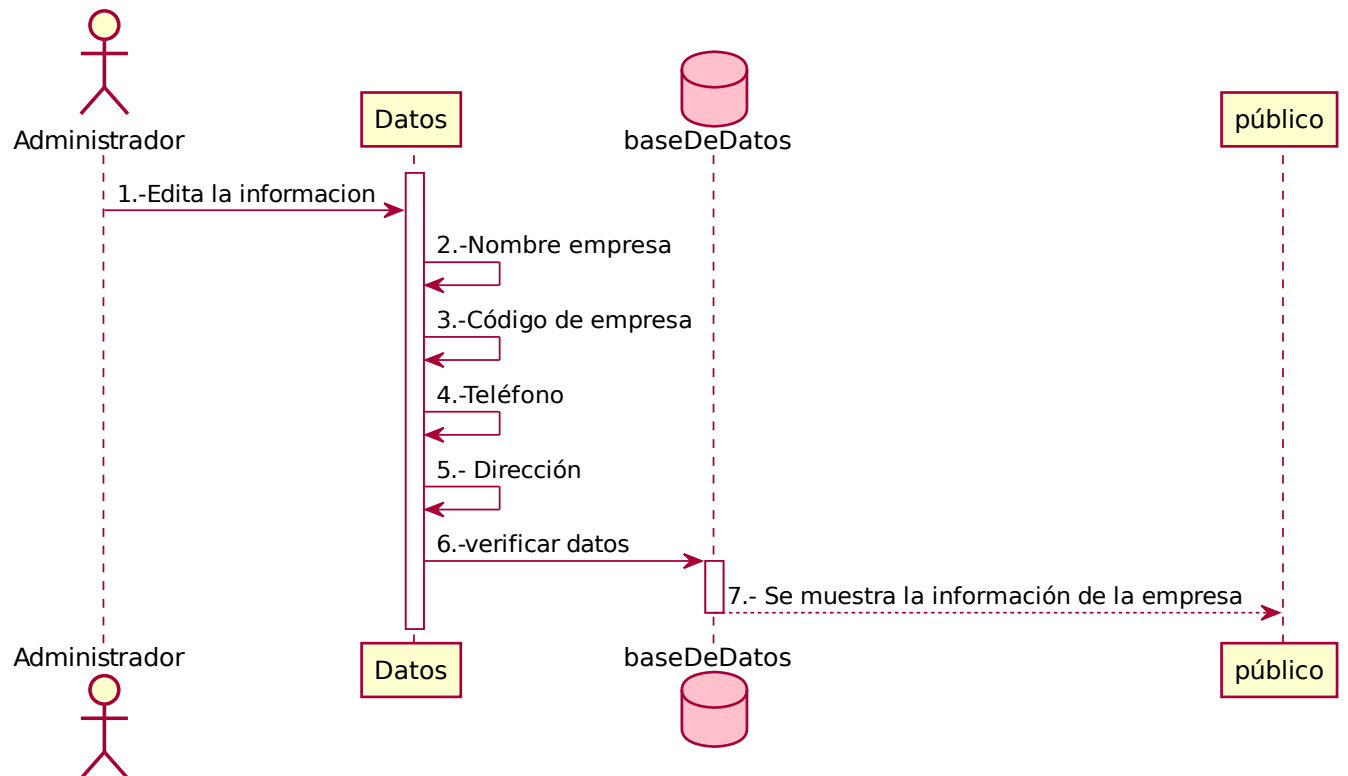 Administrador
Datos
baseDeDatos
público
1.-Edita la informacion
2.-Nombre empresa
3.-Código de empresa
4.-Teléfono
5.- Dirección
6.-verificar datos
7.- Se muestra la información de la empresa
Administrador
Datos
baseDeDatos
público